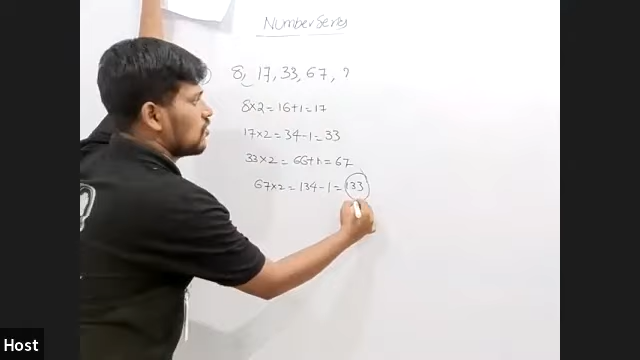 Number Series
8, 17, 33, 67, ?
8×2 = 16+1 = 17
17×2 = 34-1 = 33
33×2 = 66+1 = 67
67×2 = 134-1 = 133
Host